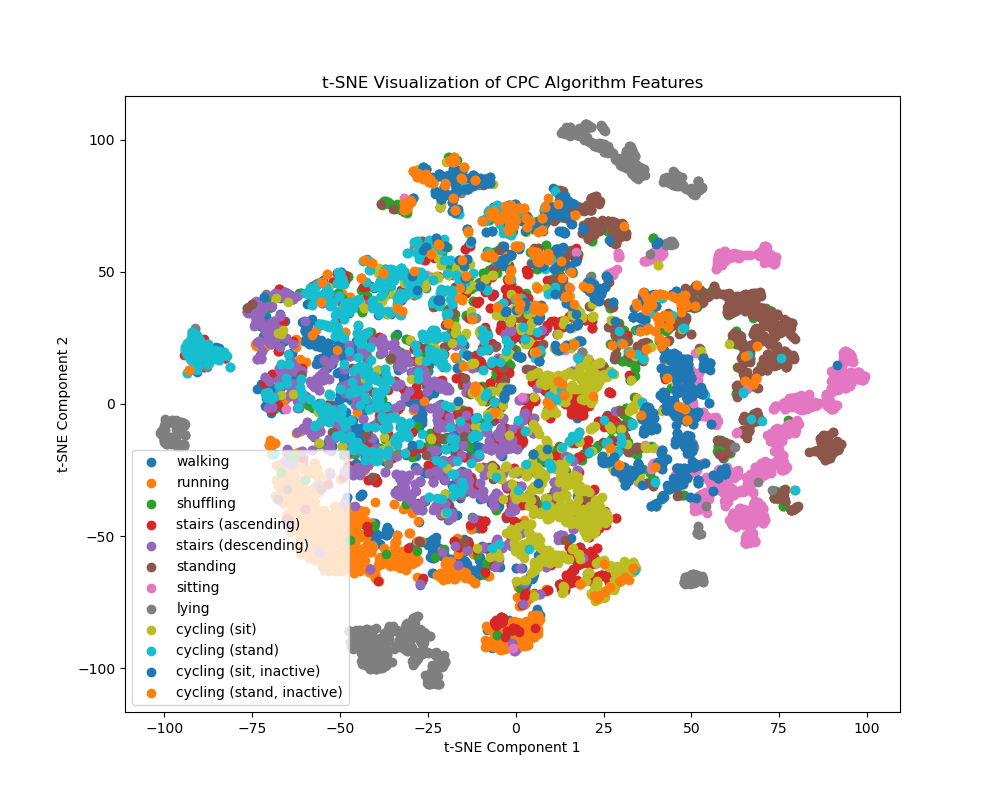 t-SNE Visualization of CPC Algorithm Features
100
50
0
−50
−100
t-SNE Component 2
walking
running
shuffling
stairs (ascending)
stairs (descending)
standing
sitting
lying
cycling (sit)
cycling (stand)
cycling (sit, inactive)
cycling (stand, inactive)
−100 −75 −50 −25 0 25 50 75 100
t-SNE Component 1